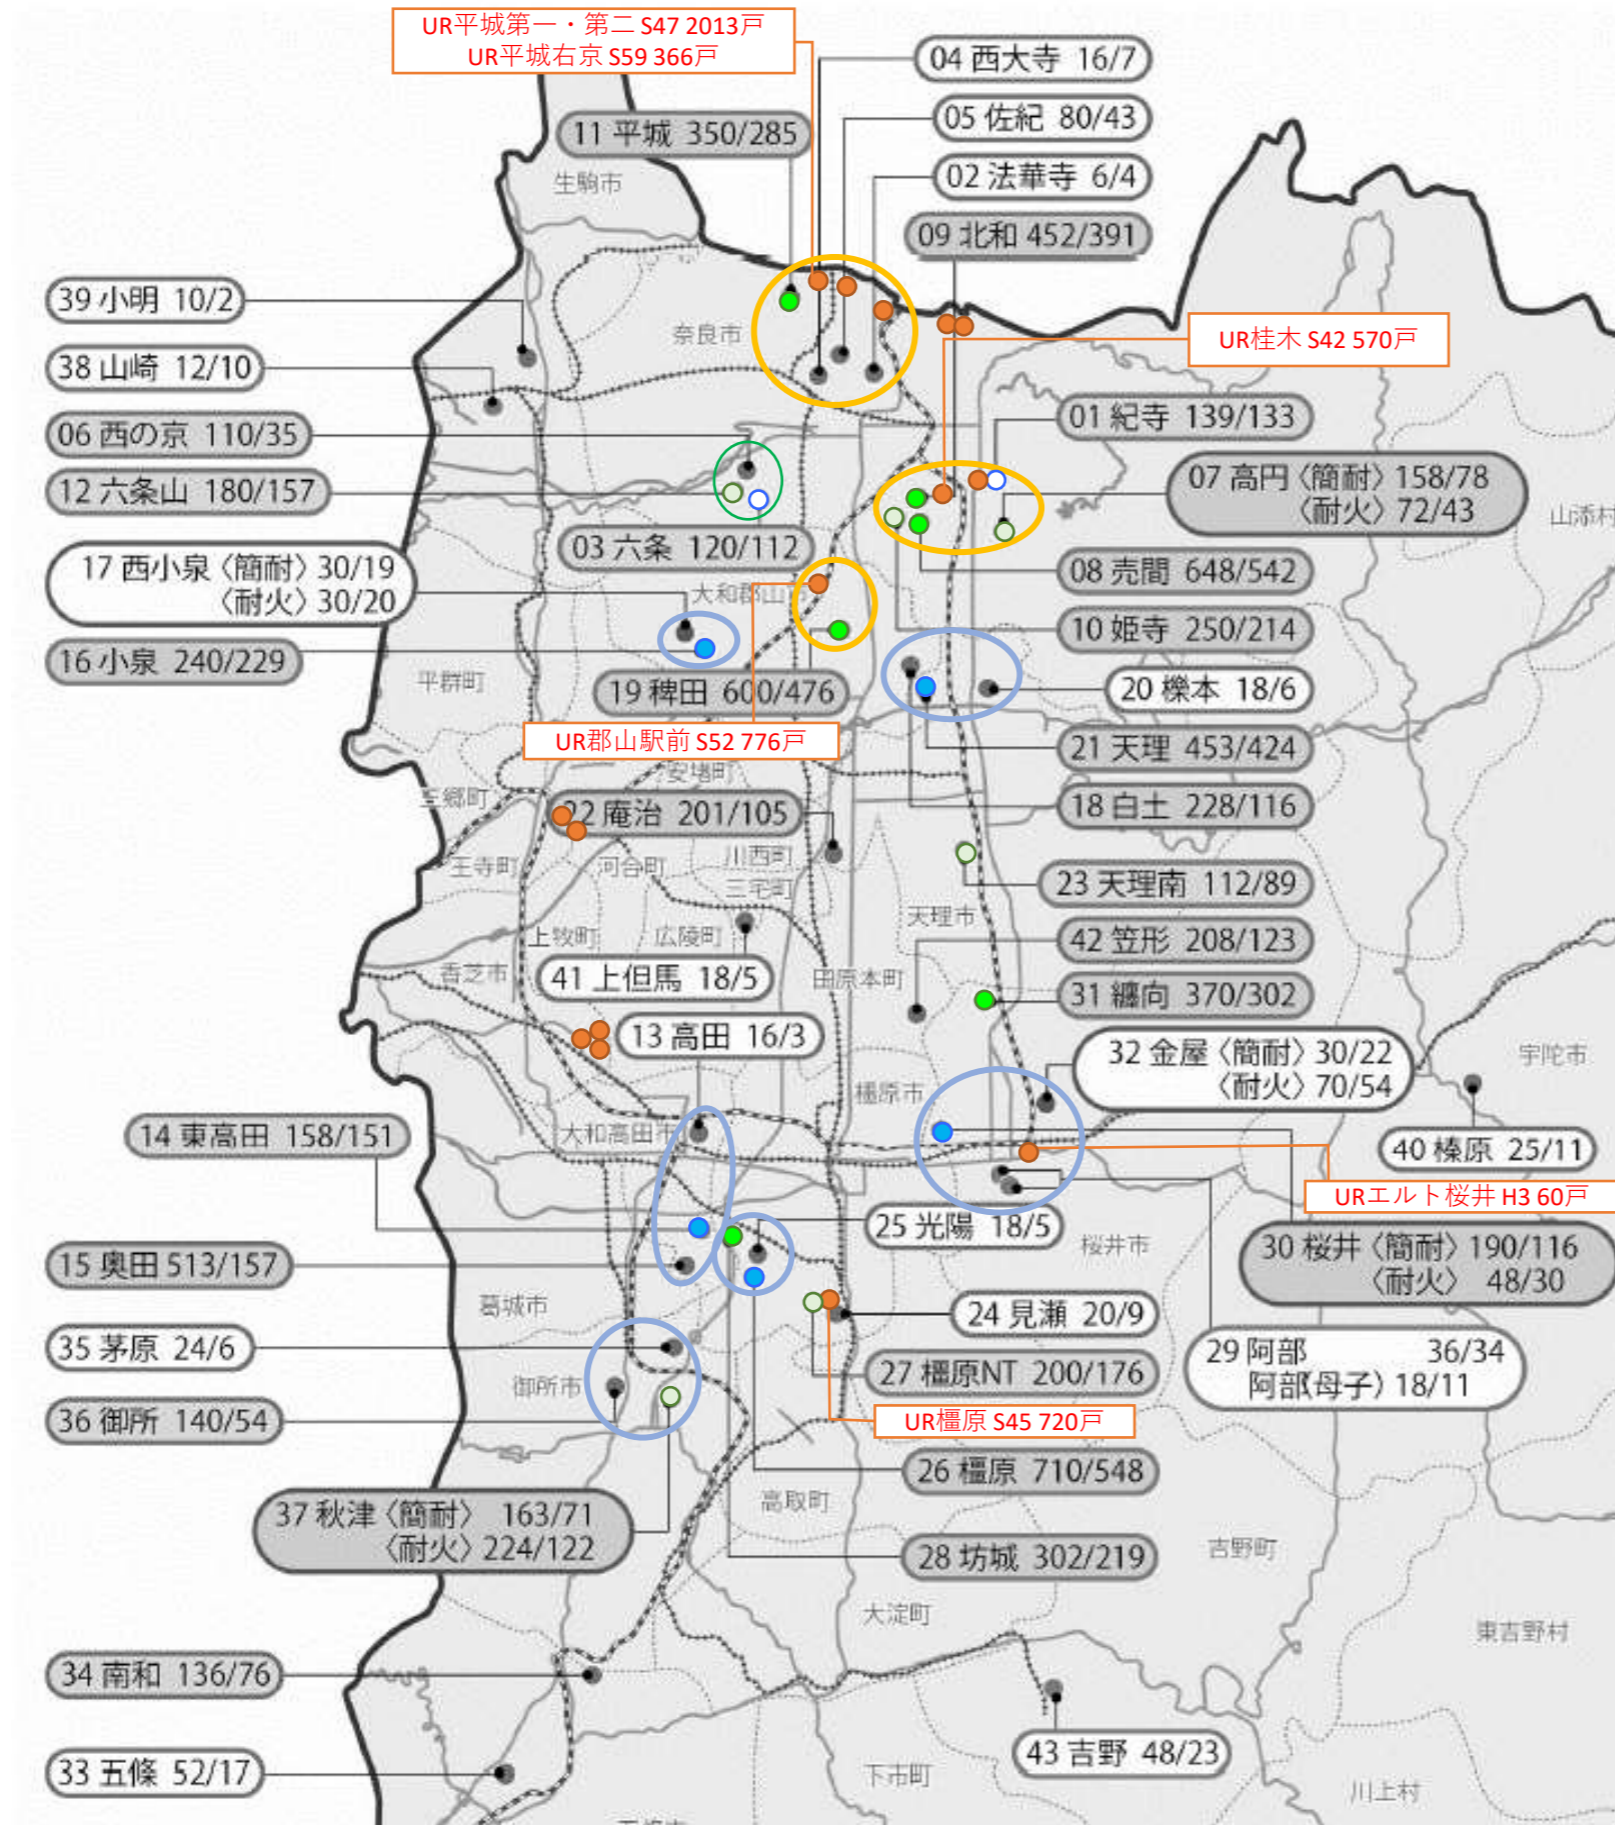 UR平城第一・第二 S47 2013戸
UR平城右京 S59 366戸
04 西大寺 16/7
05 佐紀 80/43
11 平城 350/285
02 法華寺 6/4
生駒市
09 北和 452/391
39 小明 10/2
奈良市
UR桂木 S42 570戸
38 山崎 12/10
01 紀寺 139/133
06 西の京 110/35
07 高円〈簡耐〉158/78
〈耐火〉72/43
12 六条山 180/157
山添村
03 六条 120/112
17 西小泉〈簡耐〉30/19
〈耐火〉30/20
08 売間 648/542
大和郡山市
10 姫寺 250/214
16 小泉 240/229
平群町
19 稗田 600/476
20 櫟本 18/6
UR郡山駅前 S52 776戸
21 天理 453/424
安堵町
三郷町
22 庵治 201/105
18 白土 228/116
王寺町
河合町
川西町
三宅町
23 天理南 112/89
天理市
上牧町
広陵町
42 笠形 208/123
香芝市
41 上但馬 18/5
田原本町
31 纏向 370/302
13 高田 16/3
32 金屋〈簡耐〉30/22
〈耐火〉70/54
宇陀市
橿原市
14 東高田 158/151
大和高田市
40 榛原 25/11
URエルト桜井 H3 60戸
25 光陽 18/5
桜井市
30 桜井〈簡耐〉190/116
〈耐火〉 48/30
15 奥田 513/157
葛城市
24 見瀬 20/9
35 茅原 24/6
29 阿部 36/34
阿部(母子) 18/11
27 橿原NT 200/176
御所市
36 御所 140/54
UR橿原 S45 720戸
26 橿原 710/548
高取町
37 秋津〈簡耐〉 163/71
〈耐火〉224/122
28 坊城 302/219
吉野町
大淀町
東吉野村
34 南和 136/76
43 吉野 48/23
33 五條 52/17
下市町
川上村